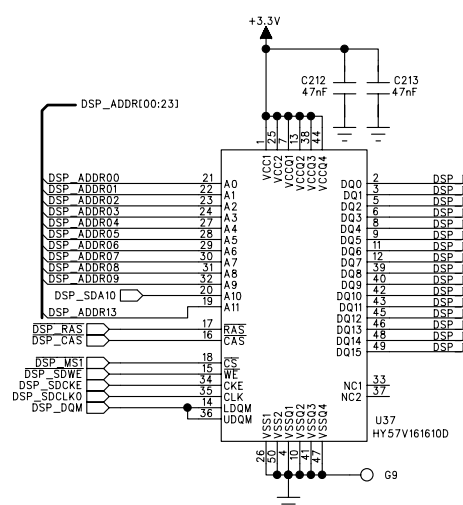 +3.3V
C212
47nF
C213
47nF
DSP_ADDR[00:23]
1
25
7
13
38
44
VCC1
VCC2
VCCQ1
VCCQ2
VCCQ3
VCCQ4
DSP_ADDR00 21 A0
DSP_ADDR01 22 A1
DSP_ADDR02 23 A2
DSP_ADDR03 24 A3
DSP_ADDR04 27 A4
DSP_ADDR05 28 A5
DSP_ADDR06 29 A6
DSP_ADDR07 30 A7
DSP_ADDR08 31 A8
DSP_ADDR09 32 A9
DSP_SDA10 20 A10
DSP_ADDR13 19 A11
DSP_RAS 17 RAS
DSP_CAS 16 CAS
DSP_MS1 18 CS
DSP_SDWE 15 WE
DSP_SDCKE 34 CKE
DSP_SDCLK0 35 CLK
DSP_DQM 14 LDQM
36 UDQM
DQ0 2 DSP_
DQ1 3 DSP_
DQ2 5 DSP_
DQ3 6 DSP_
DQ4 8 DSP_
DQ5 9 DSP_
DQ6 11 DSP_
DQ7 12 DSP_
DQ8 39 DSP_
DQ9 40 DSP_
DQ10 42 DSP_
DQ11 43 DSP_
DQ12 45 DSP_
DQ13 46 DSP_
DQ14 48 DSP_
DQ15 49 DSP_
NC1 33
NC2 37
VSS1
VSS2
VSSQ1
VSSQ2
VSSQ3
VSSQ4
26
50
4
10
41
47
U37
HY57V161610D
G9